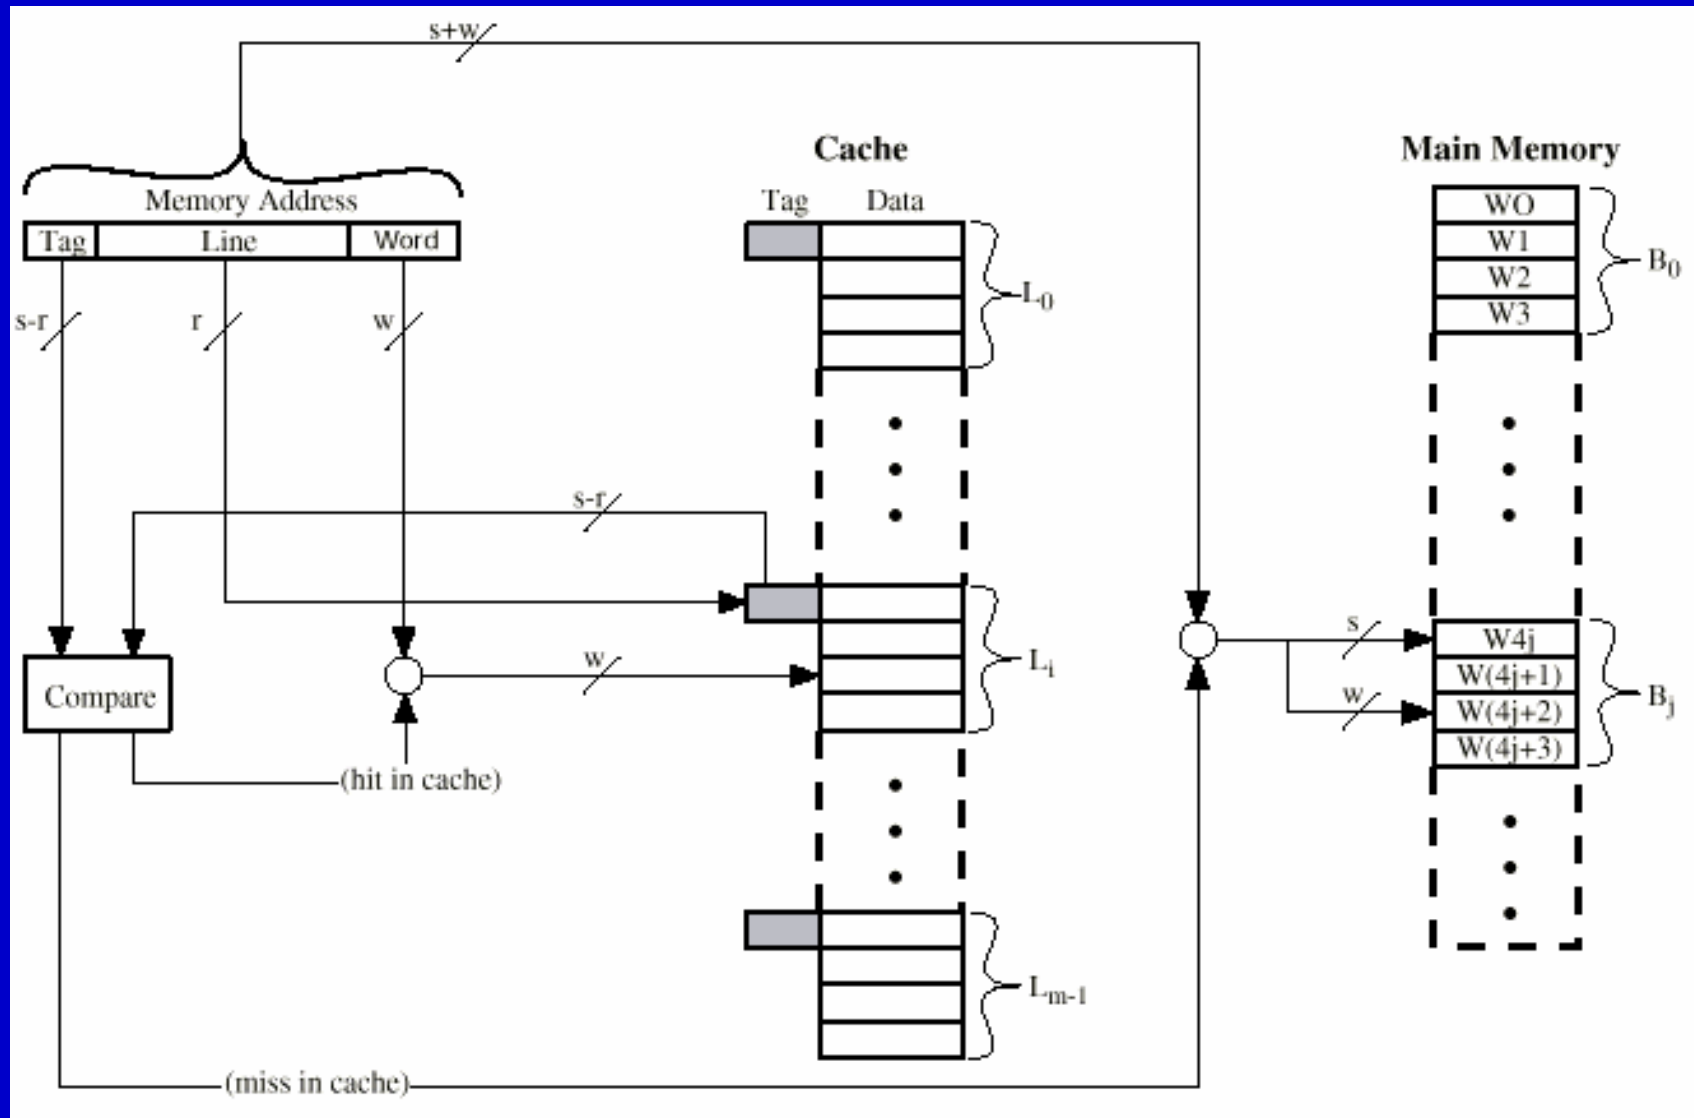 s+w
Cache
Main Memory
Memory Address
Tag Data
Tag Line Word
WO
W1
W2
W3
B0
L0
s-r
r
w
s-r
Li
w
Compare
(hit in cache)
s
w
W4j
W(4j+1)
W(4j+2)
W(4j+3)
Bj
Lm-1
(miss in cache)